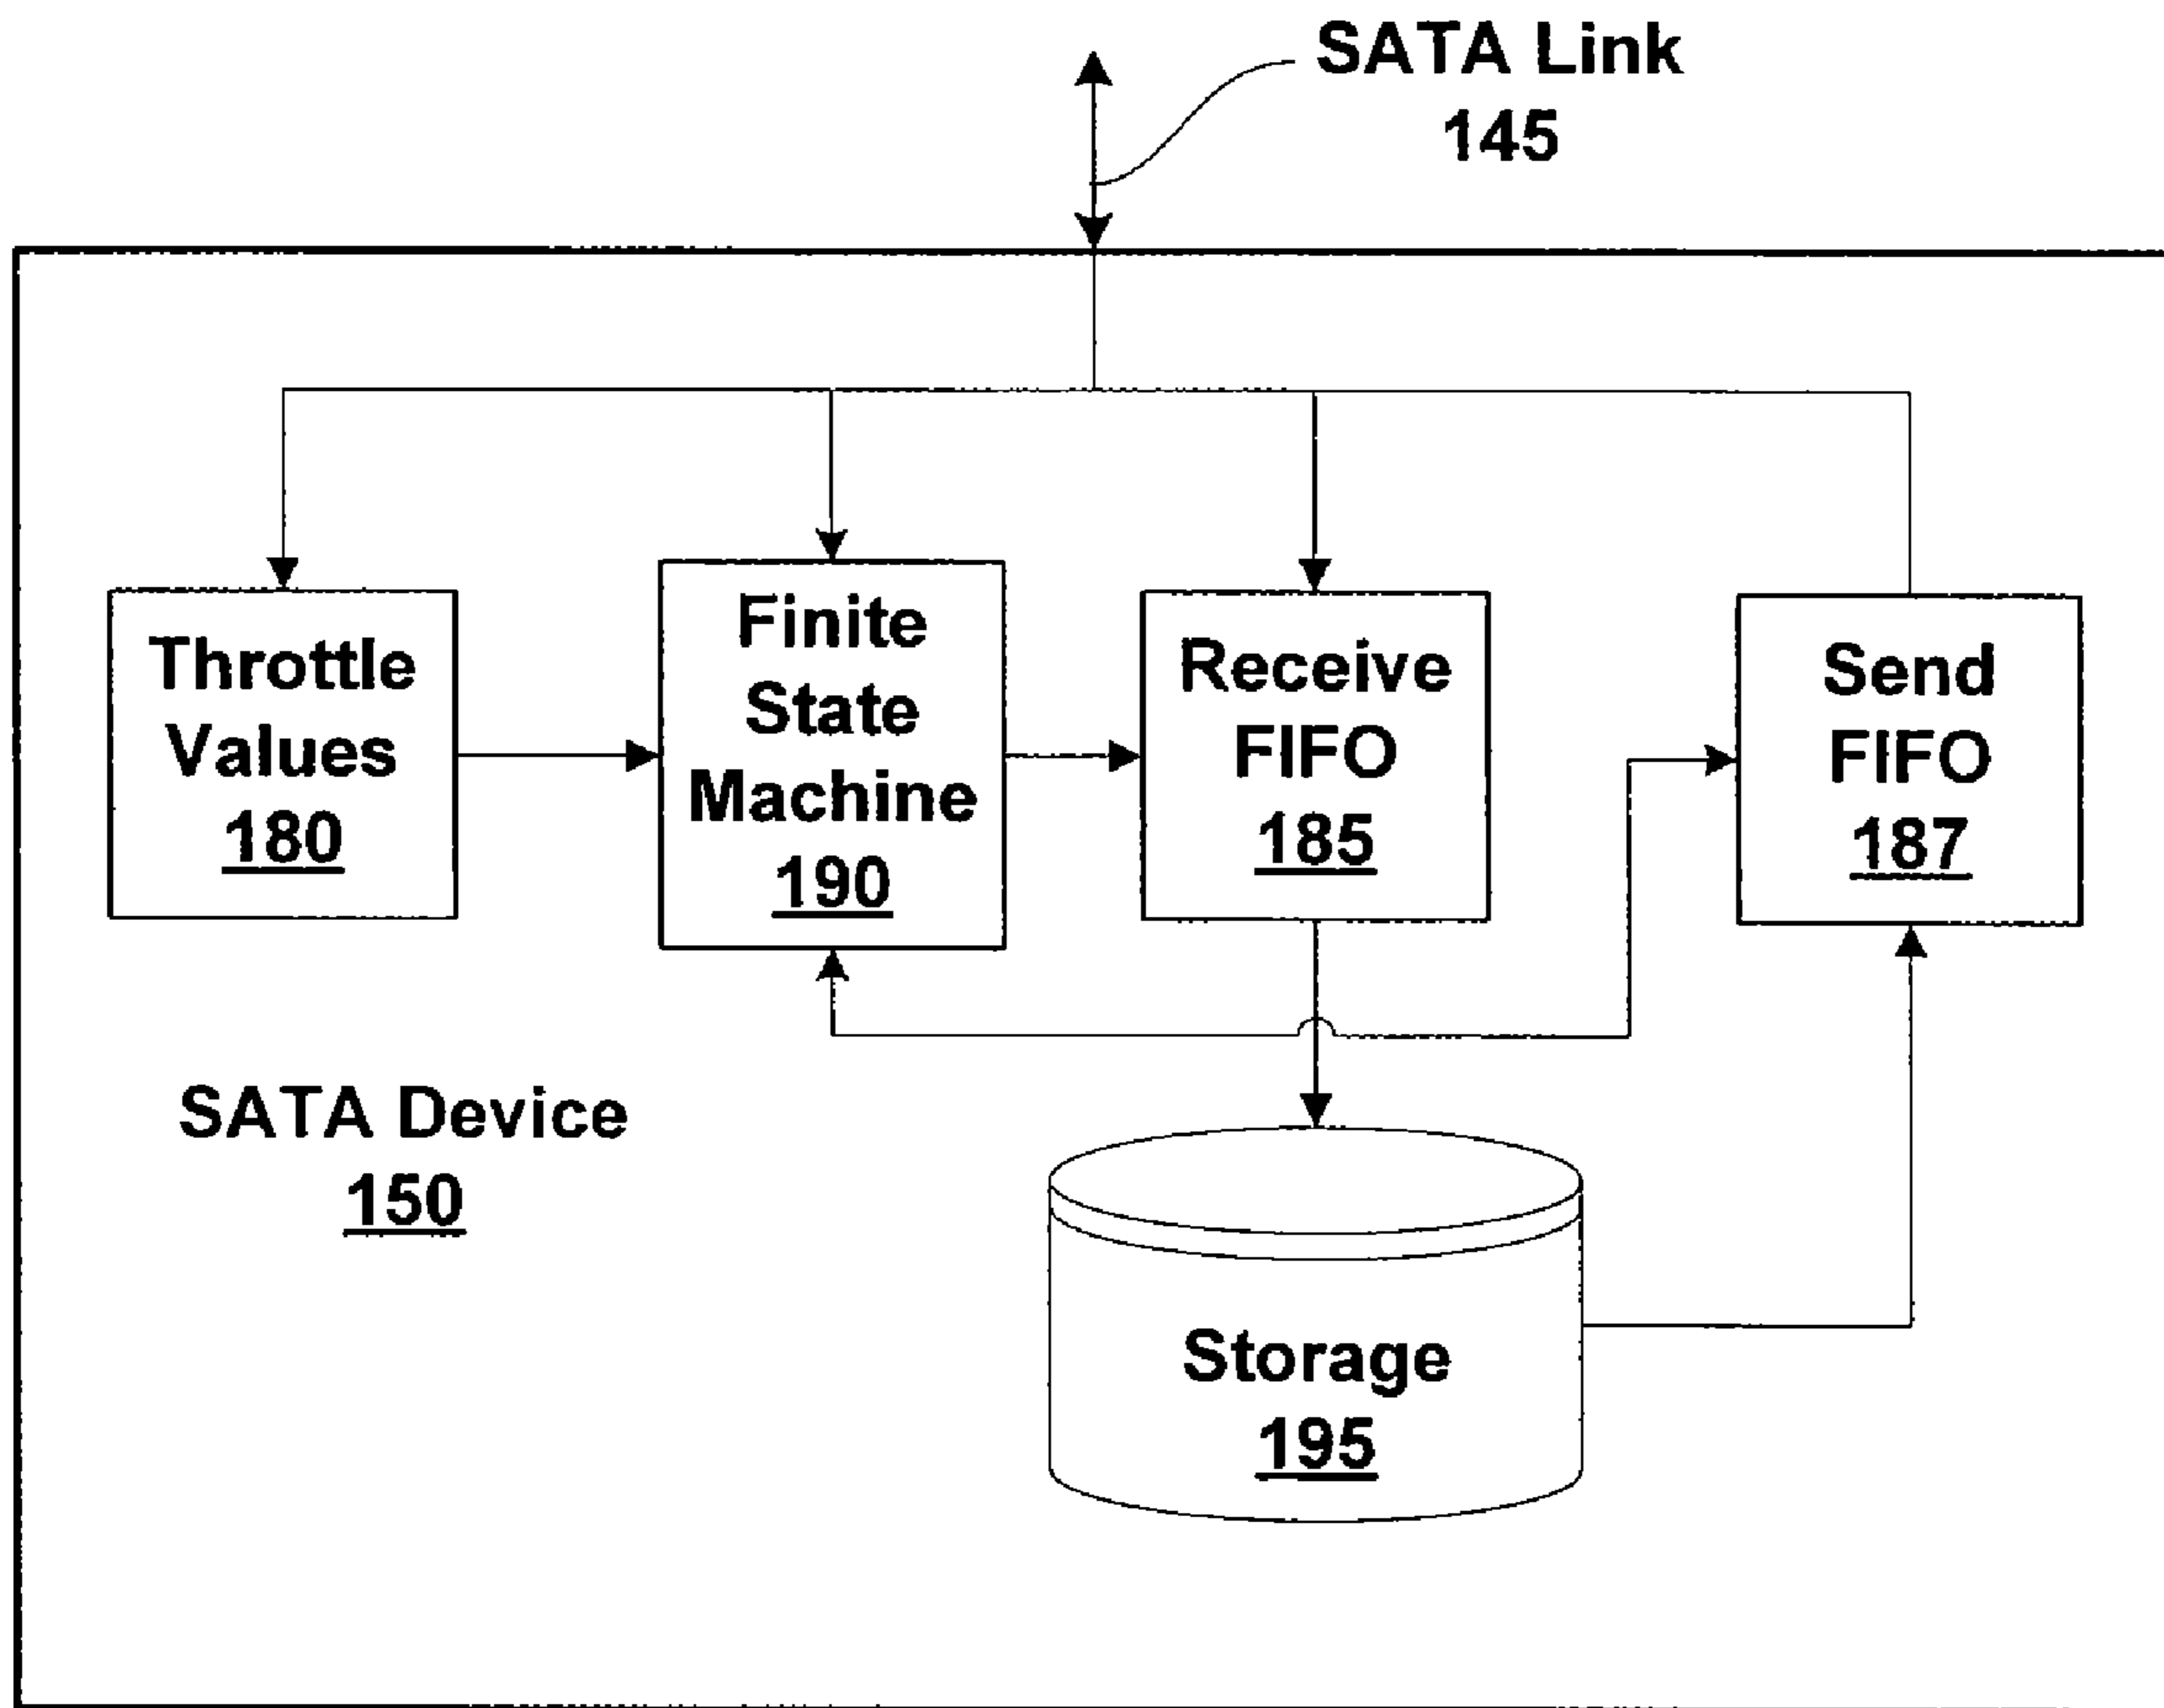 SATA Link
145
Throttle
Values
180
Finite
State
Machine
190
Receive
FIFO
185
Send
FIFO
187
SATA Device
150
Storage
195